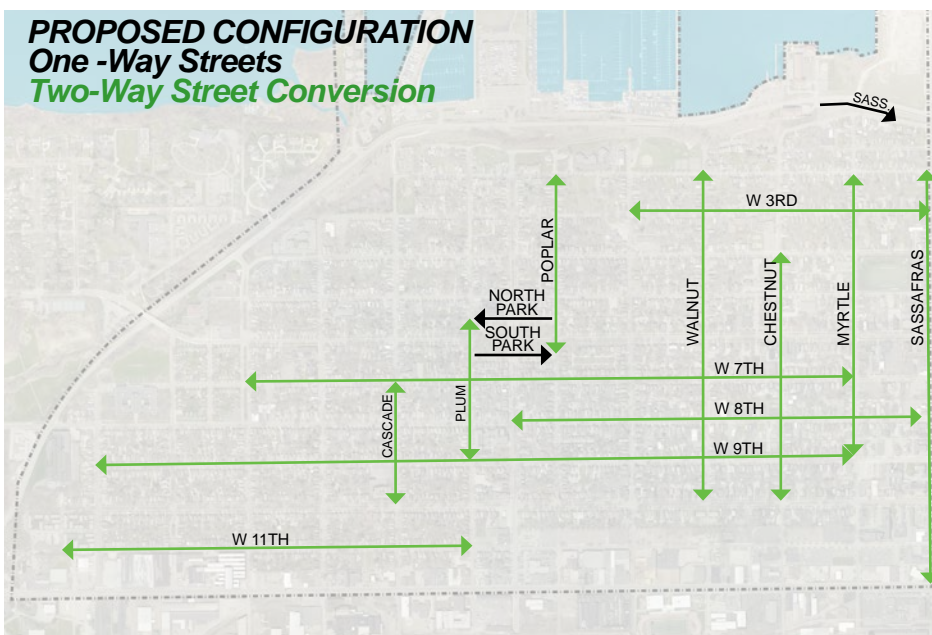 PROPOSED CONFIGURATION
One -Way Streets
Two-Way Street Conversion
SASS.
W 3RD
POPLAR
WALNUT
CHESTNUT
MYRTLE
SASSAFRAS
NORTH
PARK
SOUTH
PARK
W 7TH
CASCADE
PLUM
W 8TH
W 9TH
W 11TH